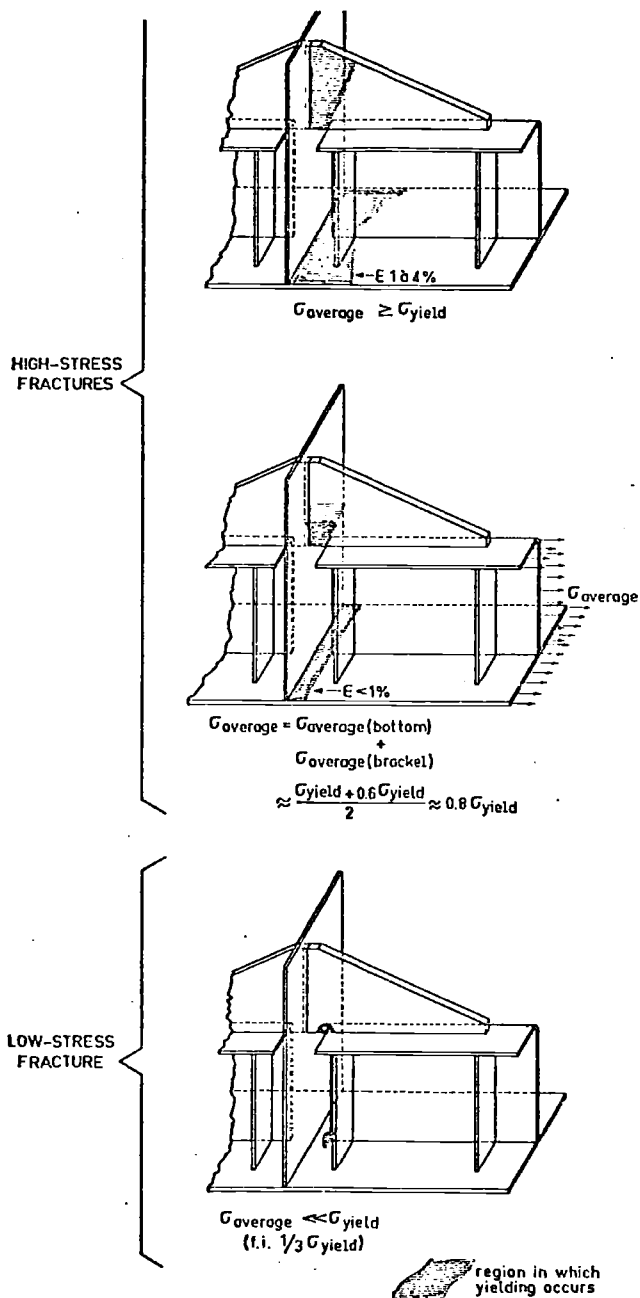 HIGH-STRESS
FRACTURES
← E 1 à 4%
σaverage ≥ σyield
σaverage
← E < 1%
σaverage = σaverage (bottom)
+
σaverage (bracket)
≈ σyield + 0.6 σyield / 2 ≈ 0.8 σyield
LOW-STRESS
FRACTURE
σaverage ≪ σyield
(f.i. 1/3 σyield)
region in which
yielding occurs